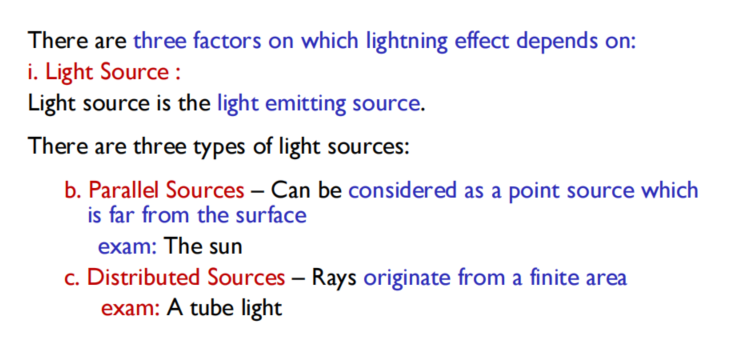 There are three factors on which lightning effect depends on:
i. Light Source :
Light source is the light emitting source.
There are three types of light sources:
b. Parallel Sources – Can be considered as a point source which
is far from the surface
exam: The sun
c. Distributed Sources – Rays originate from a finite area
exam: A tube light